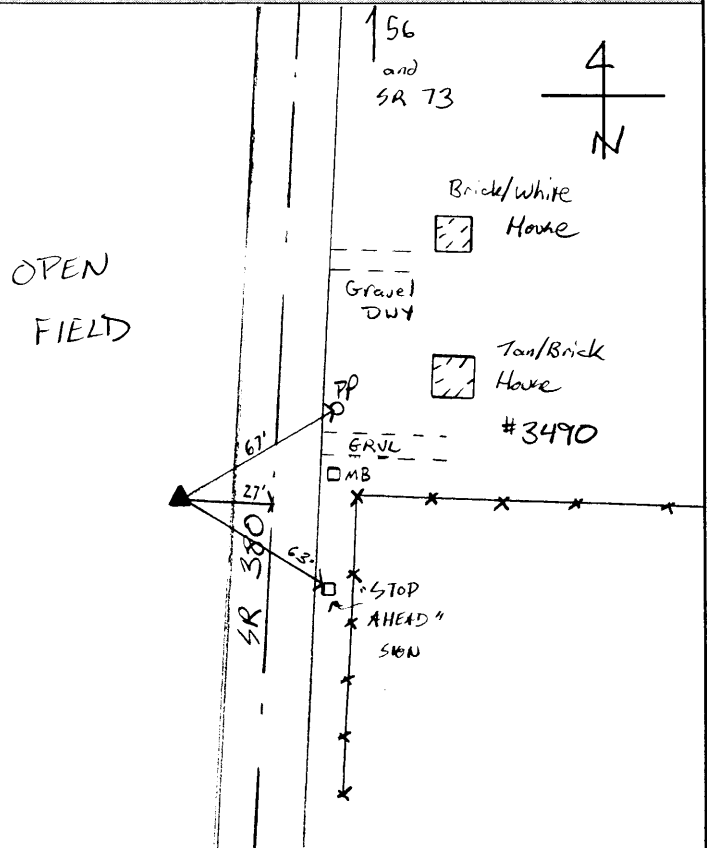 56
and
SR 73
N
Brick/White
House
OPEN
FIELD
Gravel
DWY
Tan/Brick
House
#3490
PP
67'
GRVL
MB
27'
63'
SR 380
"STOP
AHEAD"
SIGN